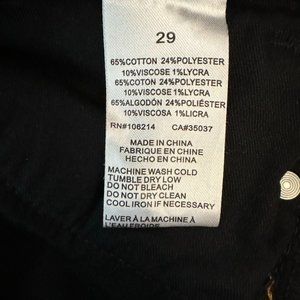 29
65%COTTON 24%POLYESTER
10%VISCOSE 1%LYCRA
65%COTON 24%POLYESTER
10%VISCOSE 1%LYCRA
65%ALGODÓN 24%POLIÉSTER
10%VISCOSA 1%LICRA
RN#106214 CA#35037
MADE IN CHINA
FABRIQUE EN CHINE
HECHO EN CHINA
MACHINE WASH COLD
TUMBLE DRY LOW
DO NOT BLEACH
DO NOT DRY CLEAN
COOL IRON IF NECESSARY
LAVER À LA MACHINE À
L'EAU FROIDE